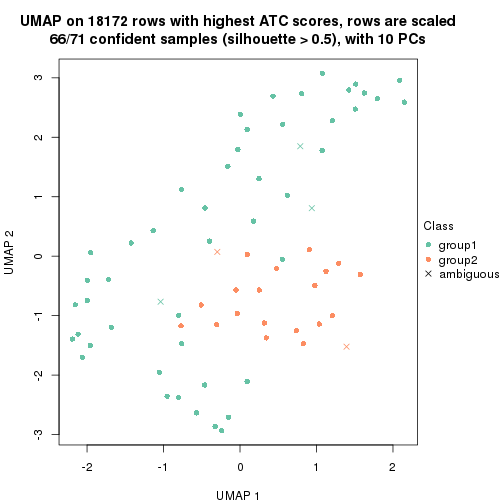 UMAP on 18172 rows with highest ATC scores, rows are scaled
66/71 confident samples (silhouette > 0.5), with 10 PCs
3
2
1
0
-1
-2
-3
UMAP 2
-2
-1
0
1
2
UMAP 1
Class
group1
group2
ambiguous